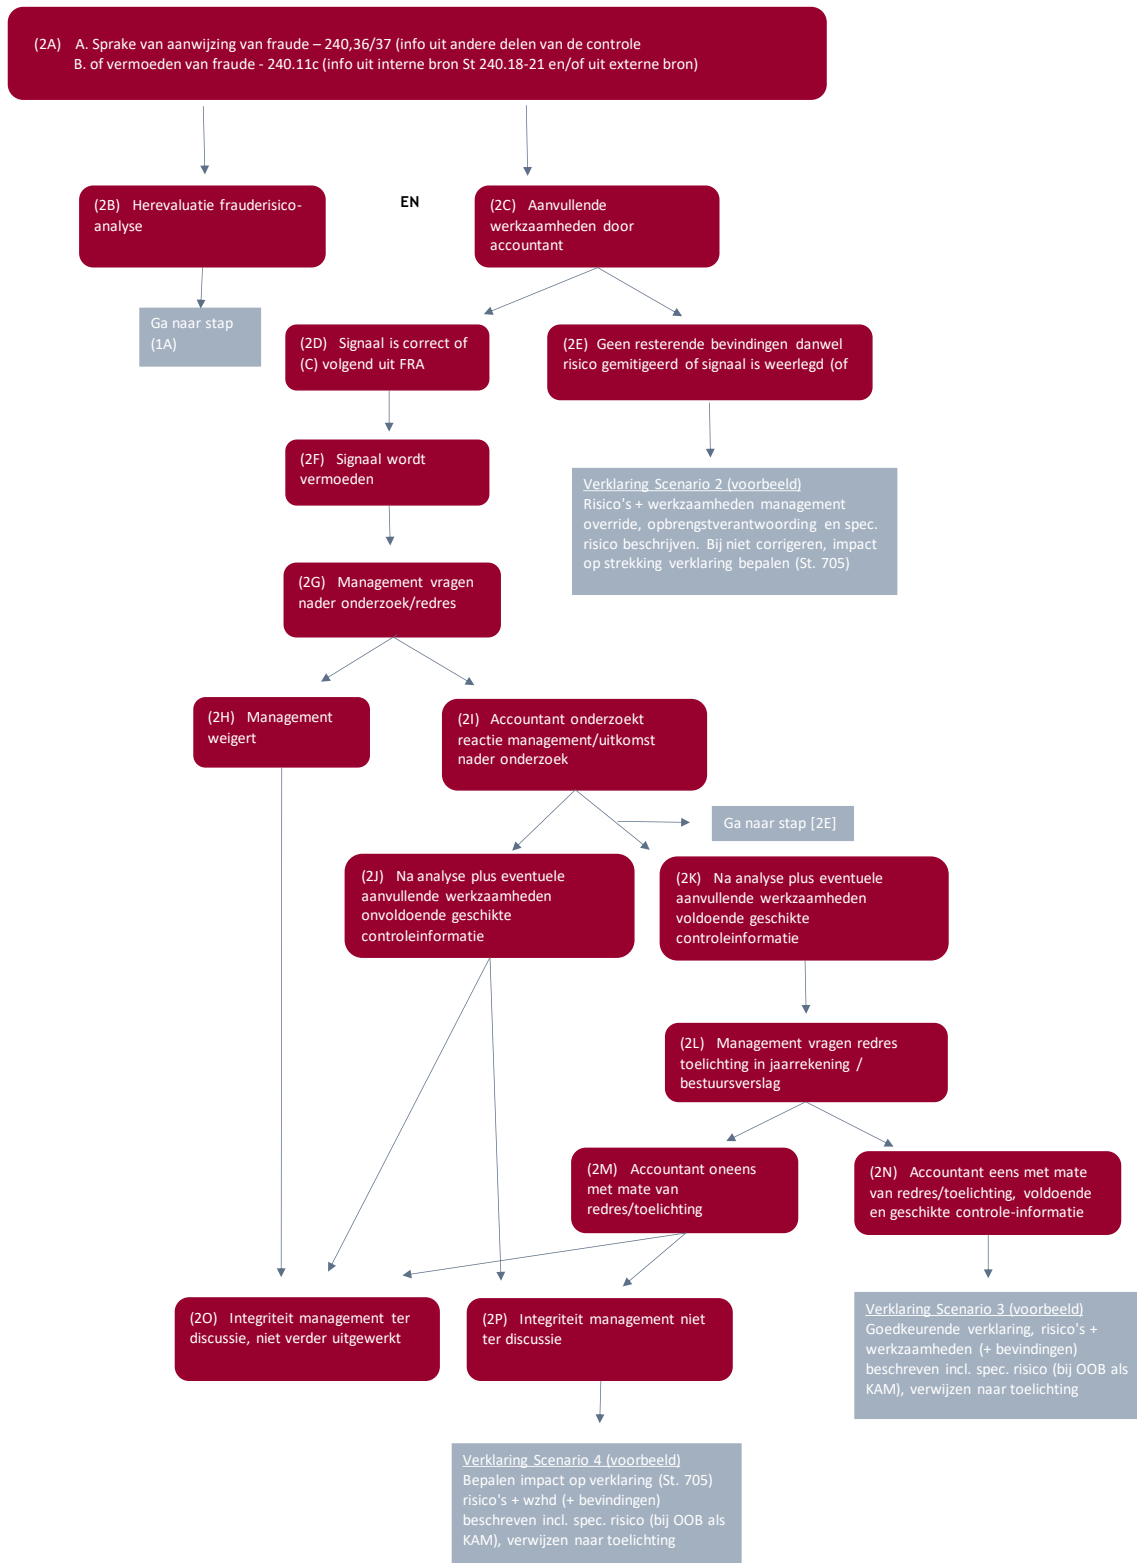 (2A) A. Sprake van aanwijzing van fraude – 240,36/37 (info uit andere delen van de controle
B. of vermoeden van fraude - 240.11c (info uit interne bron St 240.18-21 en/of uit externe bron)
(2B) Herevaluatie frauderisico-
analyse
EN
(2C) Aanvullende
werkzaamheden door
accountant
Ga naar stap
(1A)
(2D) Signaal is correct of
(C) volgend uit FRA
(2E) Geen resterende bevindingen danwel
risico gemitigeerd of signaal is weerlegd (of
(2F) Signaal wordt
vermoeden
Verklaring Scenario 2 (voorbeeld)
Risico's + werkzaamheden management
override, opbrengstverantwoording en spec.
risico beschrijven. Bij niet corrigeren, impact
op strekking verklaring bepalen (St. 705)
(2G) Management vragen
nader onderzoek/redres
(2H) Management
weigert
(2I) Accountant onderzoekt
reactie management/uitkomst
nader onderzoek
Ga naar stap [2E]
(2J) Na analyse plus eventuele
aanvullende werkzaamheden
onvoldoende geschikte
controleinformatie
(2K) Na analyse plus eventuele
aanvullende werkzaamheden
voldoende geschikte
controleinformatie
(2L) Management vragen redres
toelichting in jaarrekening /
bestuursverslag
(2M) Accountant oneens
met mate van
redres/toelichting
(2N) Accountant eens met mate
van redres/toelichting, voldoende
en geschikte controle-informatie
(2O) Integriteit management ter
discussie, niet verder uitgewerkt
(2P) Integriteit management niet
ter discussie
Verklaring Scenario 3 (voorbeeld)
Goedkeurende verklaring, risico's +
werkzaamheden (+ bevindingen)
beschreven incl. spec. risico (bij OOB als
KAM), verwijzen naar toelichting
Verklaring Scenario 4 (voorbeeld)
Bepalen impact op verklaring (St. 705)
risico's + wzhd (+ bevindingen)
beschreven incl. spec. risico (bij OOB als
KAM), verwijzen naar toelichting